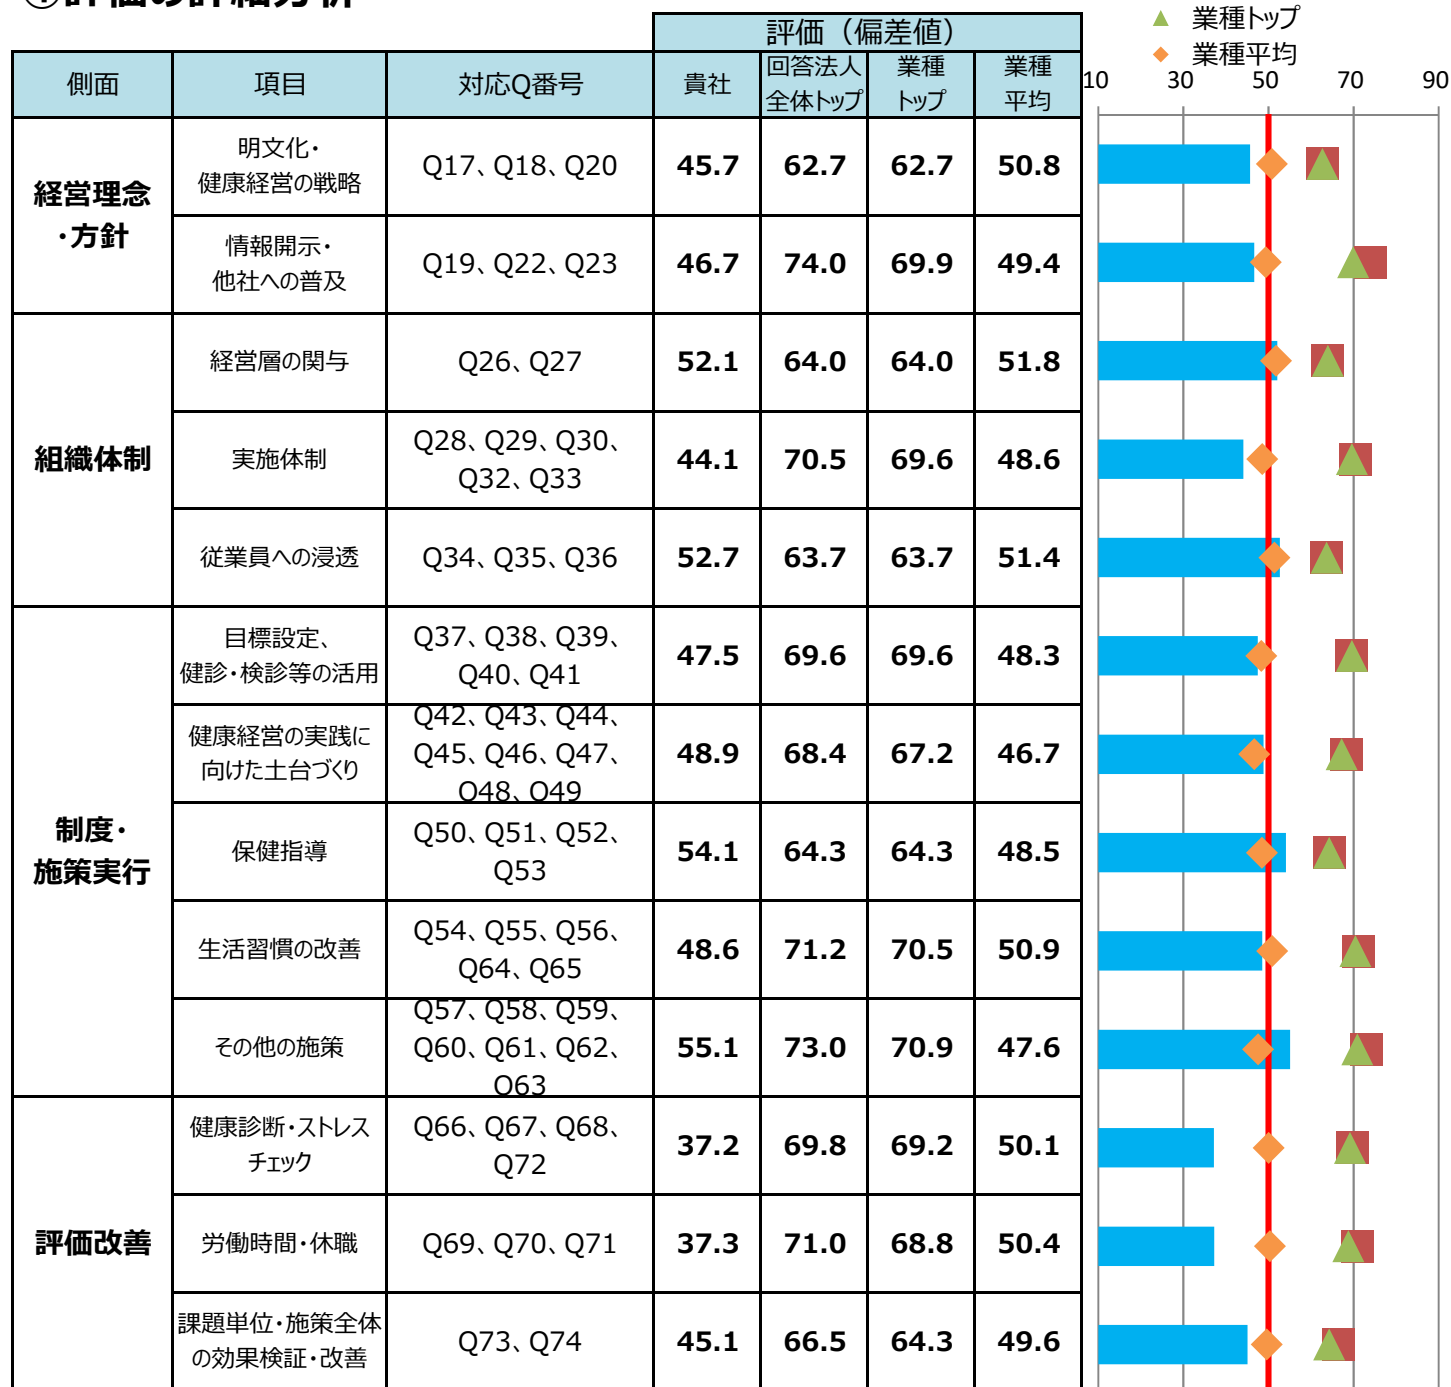 ①評価の詳細分析
業種トップ
業種平均
評価（偏差値）
側面 項目 対応Q番号 貴社 回答法人 業種 業種
全体トップ トップ 平均
10 30 50 70 90
経営理念
・方針
明文化・
健康経営の戦略
Q17、Q18、Q20 45.7 62.7 62.7 50.8
情報開示・
他社への普及
Q19、Q22、Q23 46.7 74.0 69.9 49.4
組織体制
経営層の関与 Q26、Q27 52.1 64.0 64.0 51.8
実施体制
Q28、Q29、Q30、
Q32、Q33
44.1 70.5 69.6 48.6
従業員への浸透 Q34、Q35、Q36 52.7 63.7 63.7 51.4
制度・
施策実行
目標設定、
健診・検診等の活用
Q37、Q38、Q39、
Q40、Q41
47.5 69.6 69.6 48.3
健康経営の実践に
向けた土台づくり
Q42、Q43、Q44、
Q45、Q46、Q47、
Q48、Q49
48.9 68.4 67.2 46.7
保健指導
Q50、Q51、Q52、
Q53
54.1 64.3 64.3 48.5
生活習慣の改善
Q54、Q55、Q56、
Q64、Q65
48.6 71.2 70.5 50.9
その他の施策
Q57、Q58、Q59、
Q60、Q61、Q62、
Q63
55.1 73.0 70.9 47.6
評価改善
健康診断・ストレス
チェック
Q66、Q67、Q68、
Q72
37.2 69.8 69.2 50.1
労働時間・休職 Q69、Q70、Q71 37.3 71.0 68.8 50.4
課題単位・施策全体
の効果検証・改善
Q73、Q74 45.1 66.5 64.3 49.6